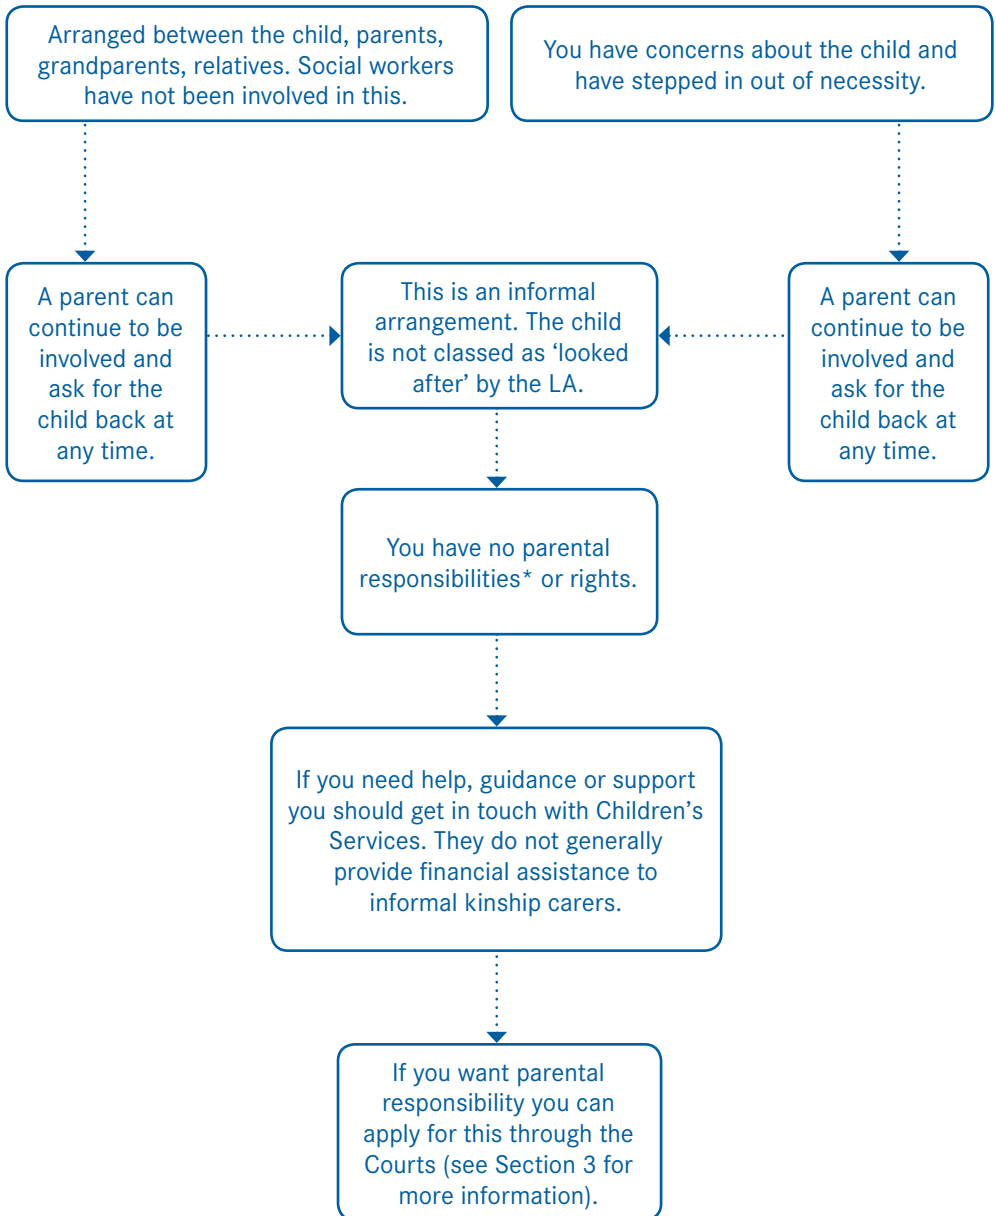 Arranged between the child, parents,
grandparents, relatives. Social workers
have not been involved in this.
You have concerns about the child and
have stepped in out of necessity.
A parent can
continue to be
involved and
ask for the
child back at
any time.
This is an informal
arrangement. The child
is not classed as ‘looked
after’ by the LA.
A parent can
continue to be
involved and
ask for the
child back at
any time.
You have no parental
responsibilities* or rights.
If you need help, guidance or support
you should get in touch with Children’s
Services. They do not generally
provide financial assistance to
informal kinship carers.
If you want parental
responsibility you can
apply for this through the
Courts (see Section 3 for
more information).